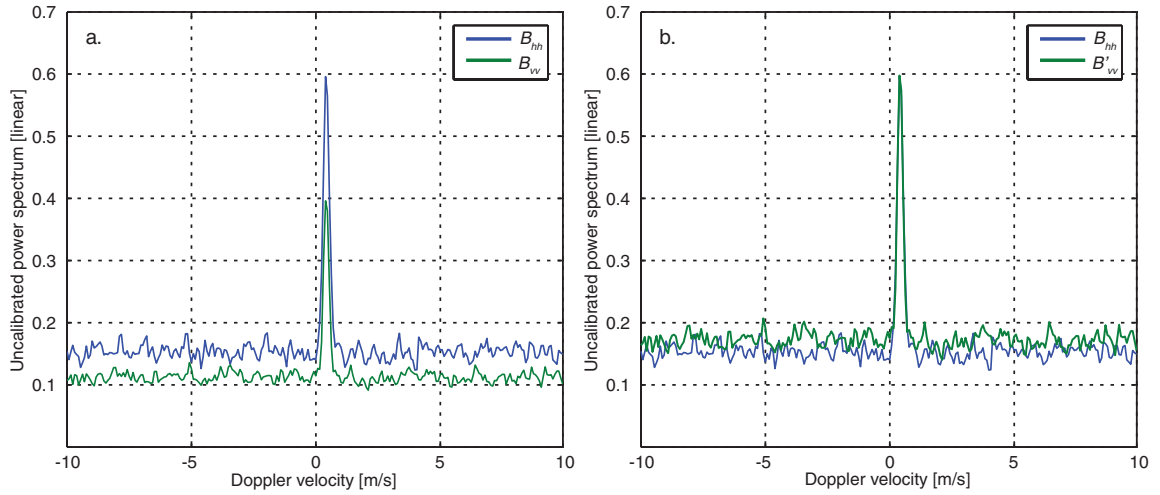 a.
B_hh
B_vv
0.7
0.6
0.5
0.4
0.3
0.2
0.1
Uncalibrated power spectrum [linear]
-10
-5
0
5
10
Doppler velocity [m/s]
b.
B_hh
B'_vv
0.7
0.6
0.5
0.4
0.3
0.2
0.1
Uncalibrated power spectrum [linear]
-10
-5
0
5
10
Doppler velocity [m/s]